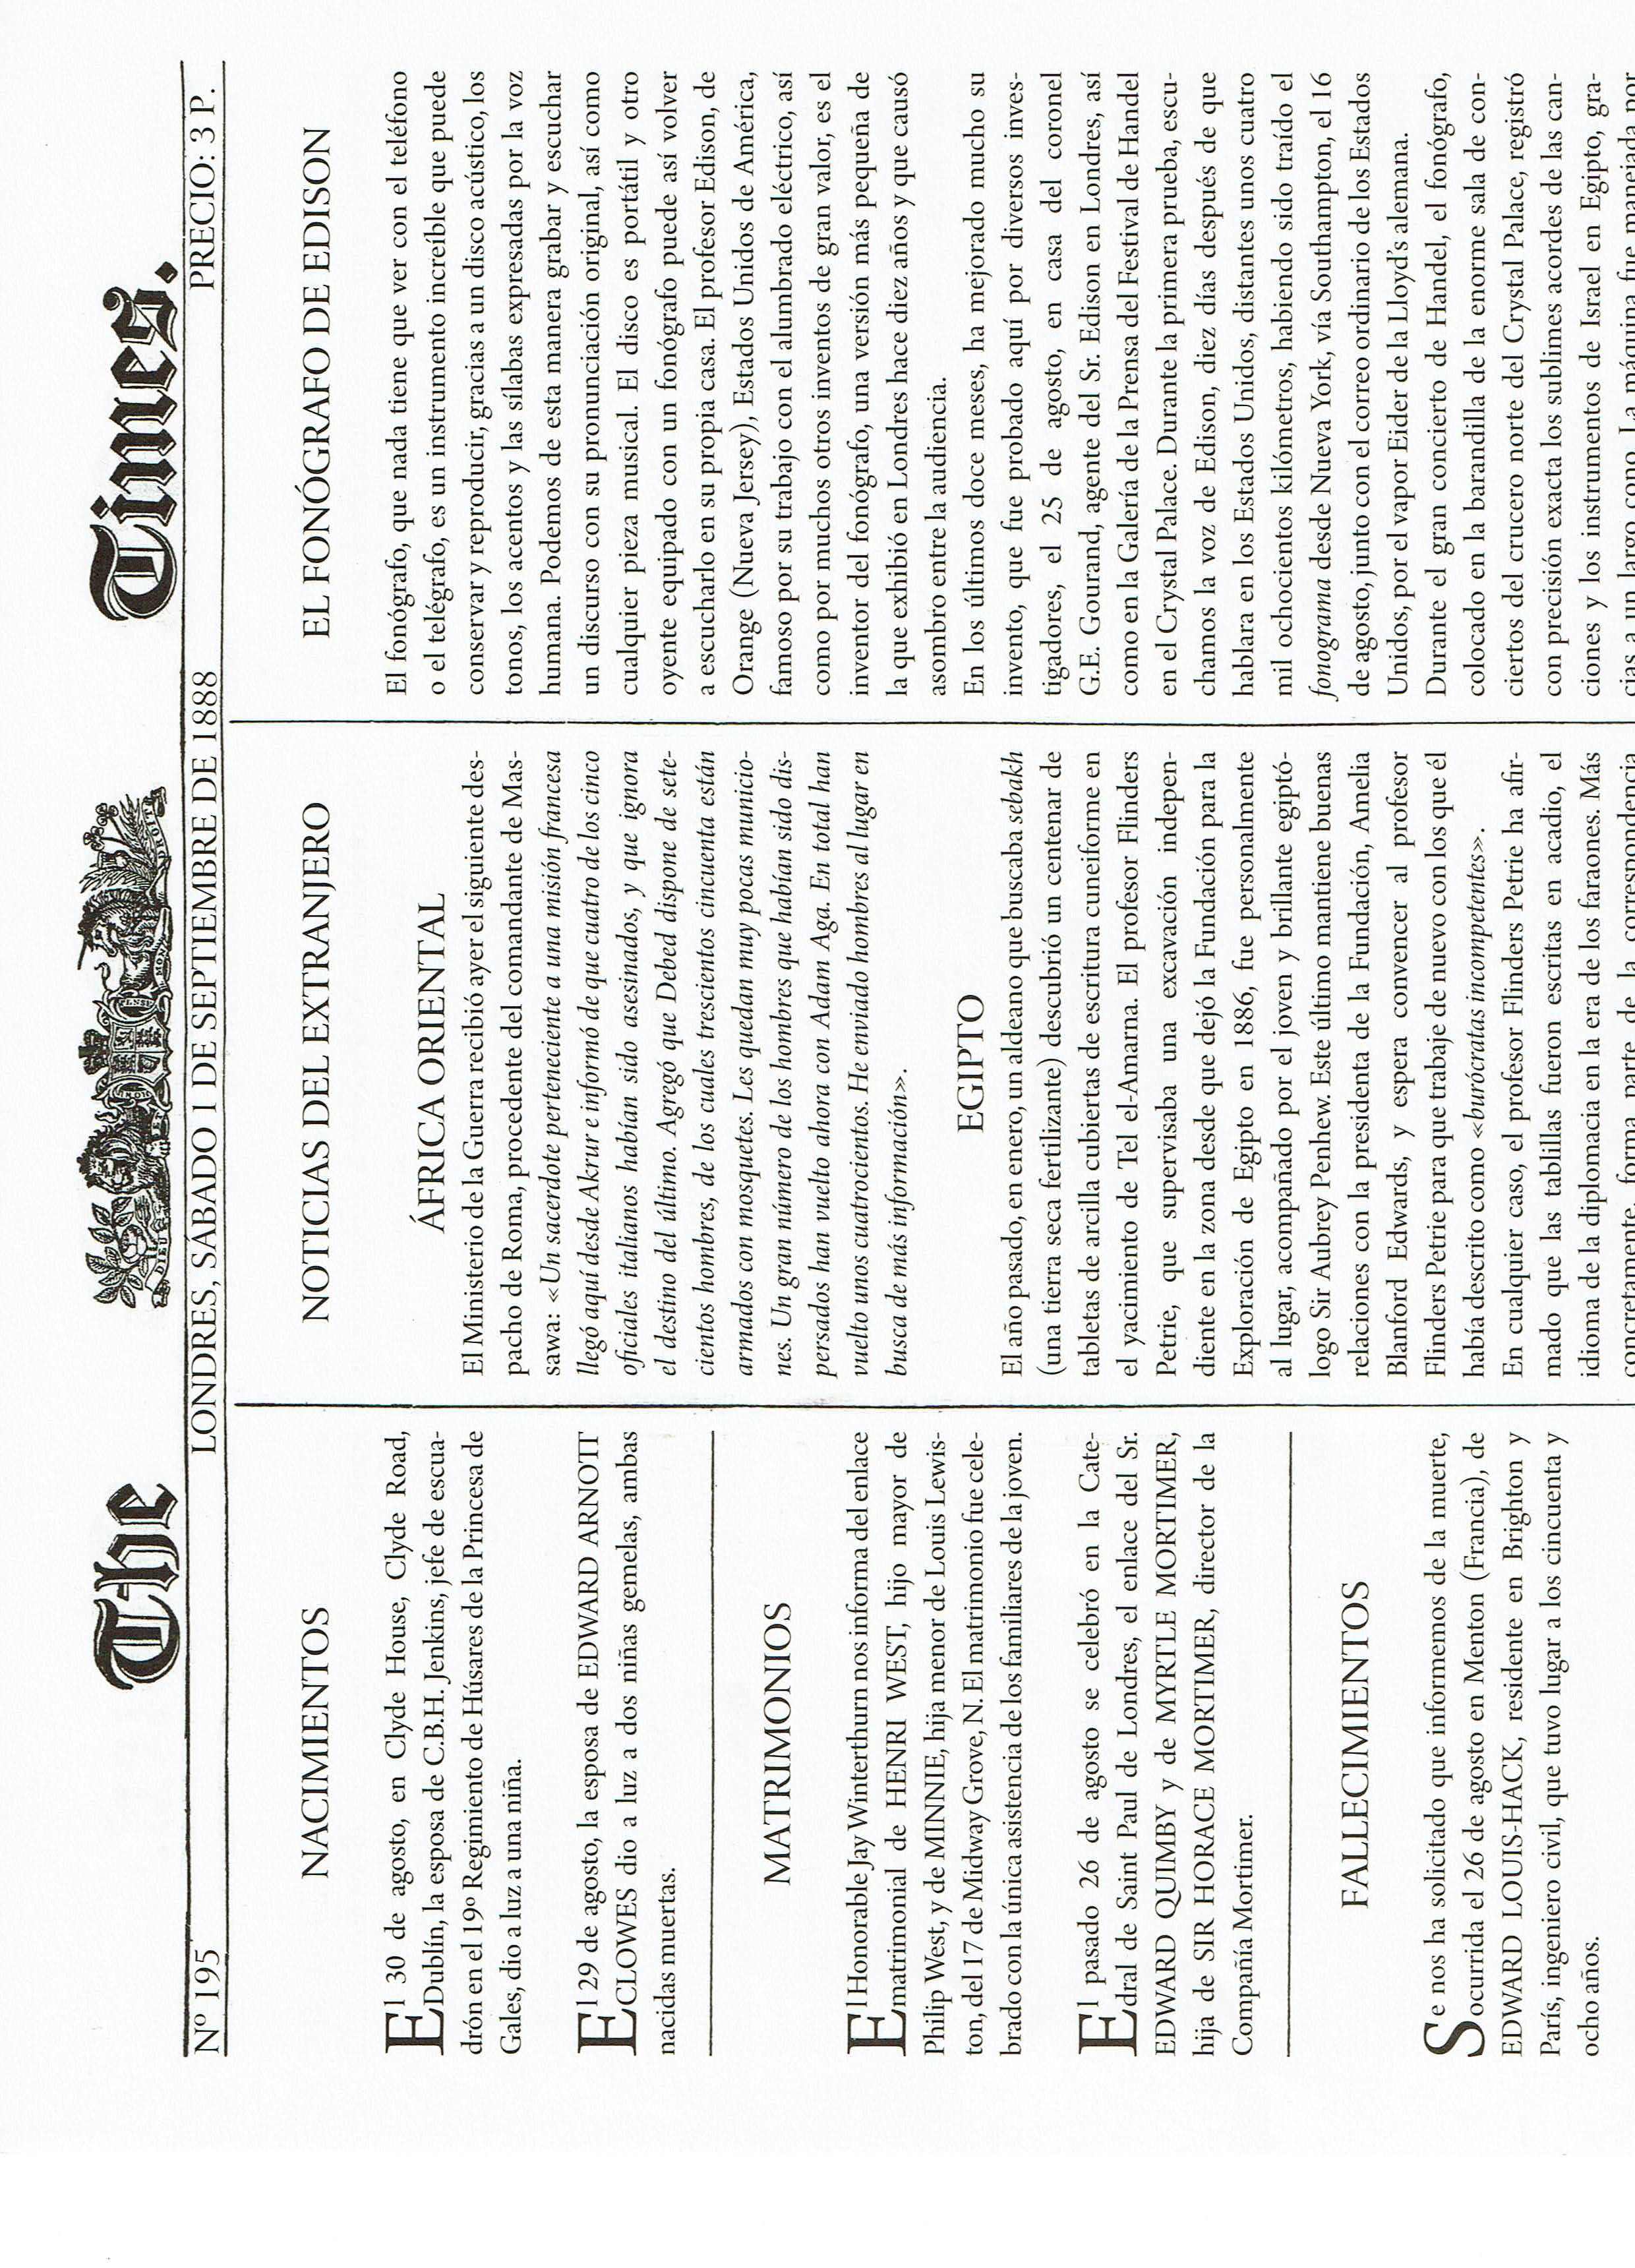 The Times.
DIEU ET MON DROIT
Nº 195 LONDRES, SÁBADO 1 DE SEPTIEMBRE DE 1888 PRECIO: 3 P.
NACIMIENTOS
El 30 de agosto, en Clyde House, Clyde Road,
Dublín, la esposa de C.B.H. Jenkins, jefe de escua-
drón en el 19º Regimiento de Húsares de la Princesa de
Gales, dio a luz a una niña.
El 29 de agosto, la esposa de EDWARD ARNOTT
CLOWES dio a luz a dos niñas gemelas, ambas
nacidas muertas.
MATRIMONIOS
El Honorable Jay Winterthurn nos informa del enlace
matrimonial de HENRI WEST, hijo mayor de
Philip West, y de MINNIE, hija menor de Louis Lewis-
ton, del 17 de Midway Grove, N. El matrimonio fue cele-
brado con la única asistencia de los familiares de la joven.
El pasado 26 de agosto se celebró en la Cate-
dral de Saint Paul de Londres, el enlace del Sr.
EDWARD QUIMBY y de MYRTLE MORTIMER,
hija de SIR HORACE MORTIMER, director de la
Compañía Mortimer.
FALLECIMIENTOS
Se nos ha solicitado que informemos de la muerte,
ocurrida el 26 de agosto en Menton (Francia), de
EDWARD LOUIS-HACK, residente en Brighton y
París, ingeniero civil, que tuvo lugar a los cincuenta y
ocho años.
NOTICIAS DEL EXTRANJERO
ÁFRICA ORIENTAL
El Ministerio de la Guerra recibió ayer el siguiente des-
pacho de Roma, procedente del comandante de Mas-
sawa: «Un sacerdote perteneciente a una misión francesa
llegó aquí desde Akrur e informó de que cuatro de los cinco
oficiales italianos habían sido asesinados, y que ignora
el destino del último. Agregó que Debed dispone de sete-
cientos hombres, de los cuales trescientos cincuenta están
armados con mosquetes. Les quedan muy pocas municio-
nes. Un gran número de los hombres que habían sido dis-
persados han vuelto ahora con Adam Aga. En total han
vuelto unos cuatrocientos. He enviado hombres al lugar en
busca de más información».
EGIPTO
El año pasado, en enero, un aldeano que buscaba sebakh
(una tierra seca fertilizante) descubrió un centenar de
tabletas de arcilla cubiertas de escritura cuneiforme en
el yacimiento de Tel el-Amarna. El profesor Flinders
Petrie, que supervisaba una excavación indepen-
diente en la zona desde que dejó la Fundación para la
Exploración de Egipto en 1886, fue personalmente
al lugar, acompañado por el joven y brillante egiptó-
logo Sir Aubrey Penhew. Este último mantiene buenas
relaciones con la presidenta de la Fundación, Amelia
Blanford Edwards, y espera convencer al profesor
Flinders Petrie para que trabaje de nuevo con los que él
había descrito como «burócratas incompetentes».
En cualquier caso, el profesor Flinders Petrie ha afir-
mado que las tablillas fueron escritas en acadio, el
idioma de la diplomacia en la era de los faraones. Más
concretamente, forma parte de la correspondencia
EL FONÓGRAFO DE EDISON
El fonógrafo, que nada tiene que ver con el teléfono
o el telégrafo, es un instrumento increíble que puede
conservar y reproducir, gracias a un disco acústico, los
tonos, los acentos y las sílabas expresadas por la voz
humana. Podemos de esta manera grabar y escuchar
un discurso con su pronunciación original, así como
cualquier pieza musical. El disco es portátil y otro
oyente equipado con un fonógrafo puede así volver
a escucharlo en su propia casa. El profesor Edison, de
Orange (Nueva Jersey), Estados Unidos de América,
famoso por su trabajo con el alumbrado eléctrico, así
como por muchos otros inventos de gran valor, es el
inventor del fonógrafo, una versión más pequeña de
la que exhibió en Londres hace diez años y que causó
asombro entre la audiencia.
En los últimos doce meses, ha mejorado mucho su
invento, que fue probado aquí por diversos inves-
tigadores, el 25 de agosto, en casa del coronel
G.E. Gourand, agente del Sr. Edison en Londres, así
como en la Galería de la Prensa del Festival de Handel
en el Crystal Palace. Durante la primera prueba, escu-
chamos la voz de Edison, diez días después de que
hablara en los Estados Unidos, distantes unos cuatro
mil ochocientos kilómetros, habiendo sido traído el
fonograma desde Nueva York, vía Southampton, el 16
de agosto, junto con el correo ordinario de los Estados
Unidos, por el vapor Eider de la Lloyd's alemana.
Durante el gran concierto de Handel, el fonógrafo,
colocado en la barandilla de la enorme sala de con-
ciertos del crucero norte del Crystal Palace, registró
con precisión exacta los sublimes acordes de las can-
ciones y los instrumentos de Israel en Egipto, gra-
cias a un largo cono. La máquina fue manejada por